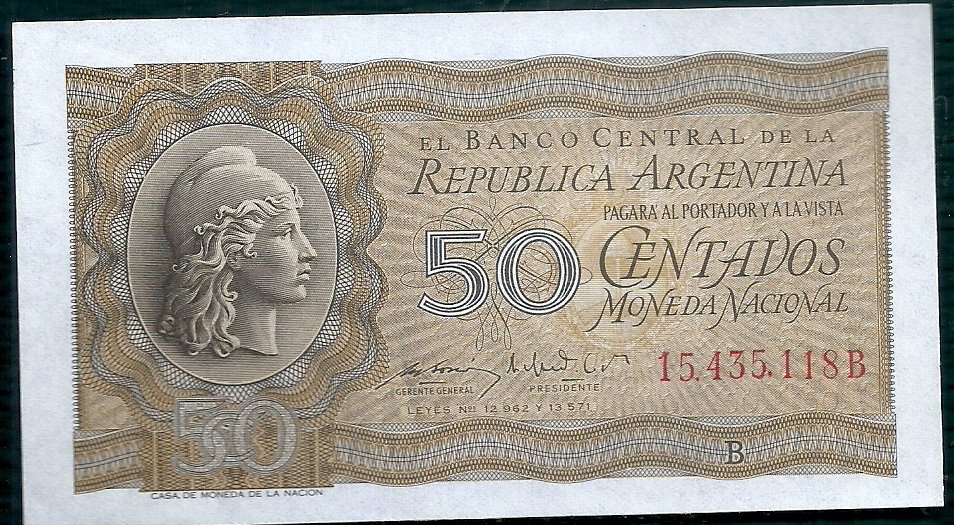 EL BANCO CENTRAL DE LA
REPUBLICA ARGENTINA
PAGARA AL PORTADOR Y A LA VISTA
50 CENTAVOS
MONEDA NACIONAL
15.435.118B
GERENTE GENERAL PRESIDENTE
LEYES Nos 12.962 Y 13.571
B
50
CASA DE MONEDA DE LA NACION